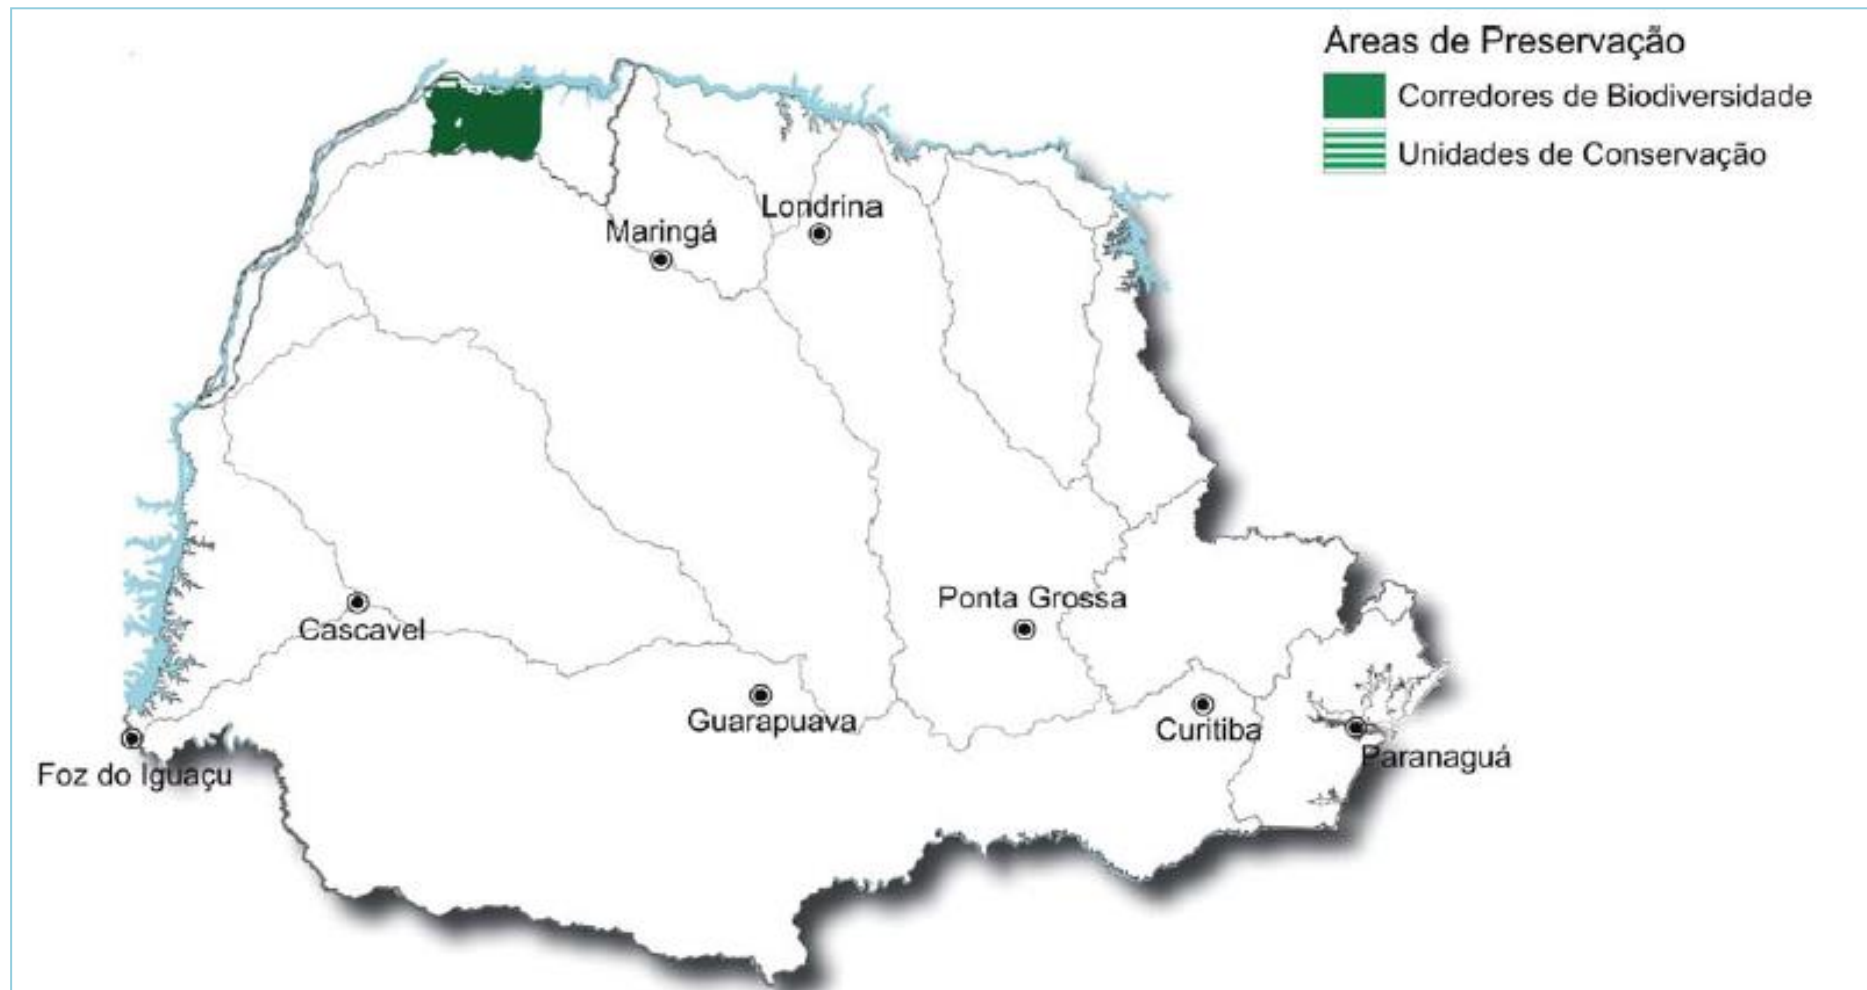 Áreas de Preservação
Corredores de Biodiversidade
Unidades de Conservação
Londrina
Maringá
Ponta Grossa
Cascavel
Guarapuava
Curitiba
Paranaguá
Foz do Iguaçu